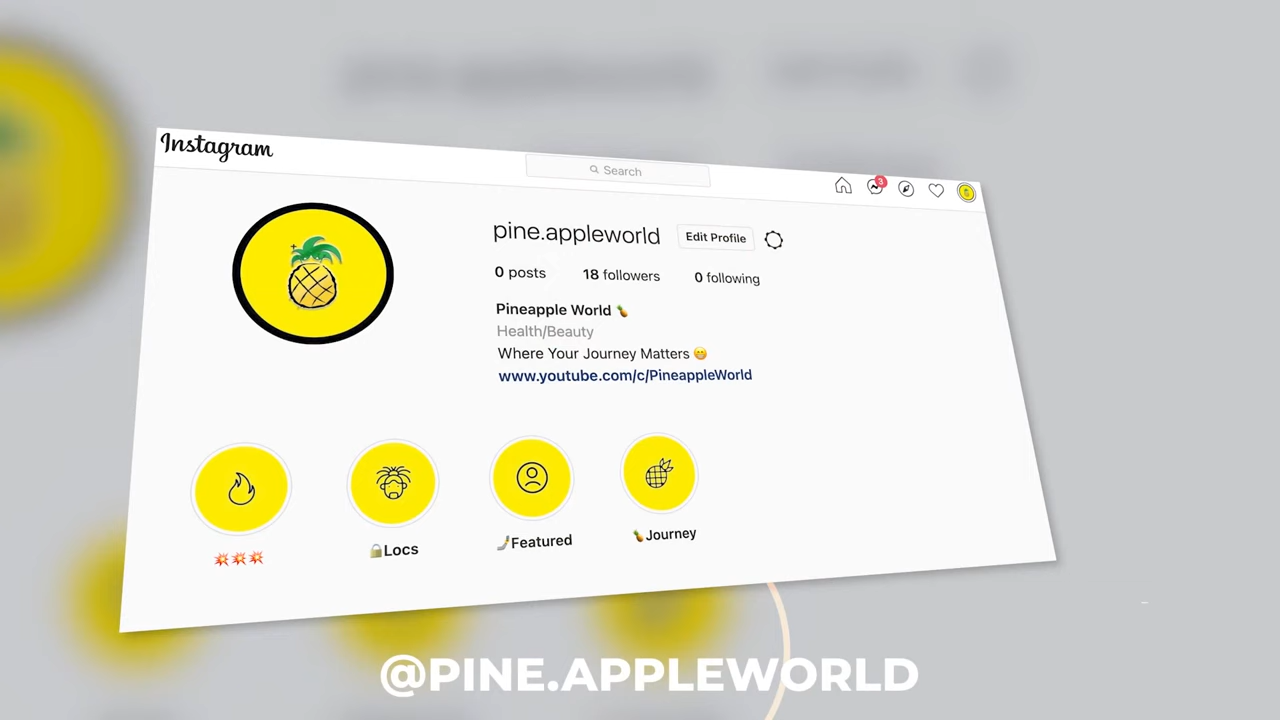 Instagram
Search
3
pine.appleworld
Edit Profile
0 posts 18 followers 0 following
Pineapple World 🍍
Health/Beauty
Where Your Journey Matters 😁
www.youtube.com/c/PineappleWorld
💥💥💥 🔒Locs 🤳Featured 🍍Journey
@PINE.APPLEWORLD